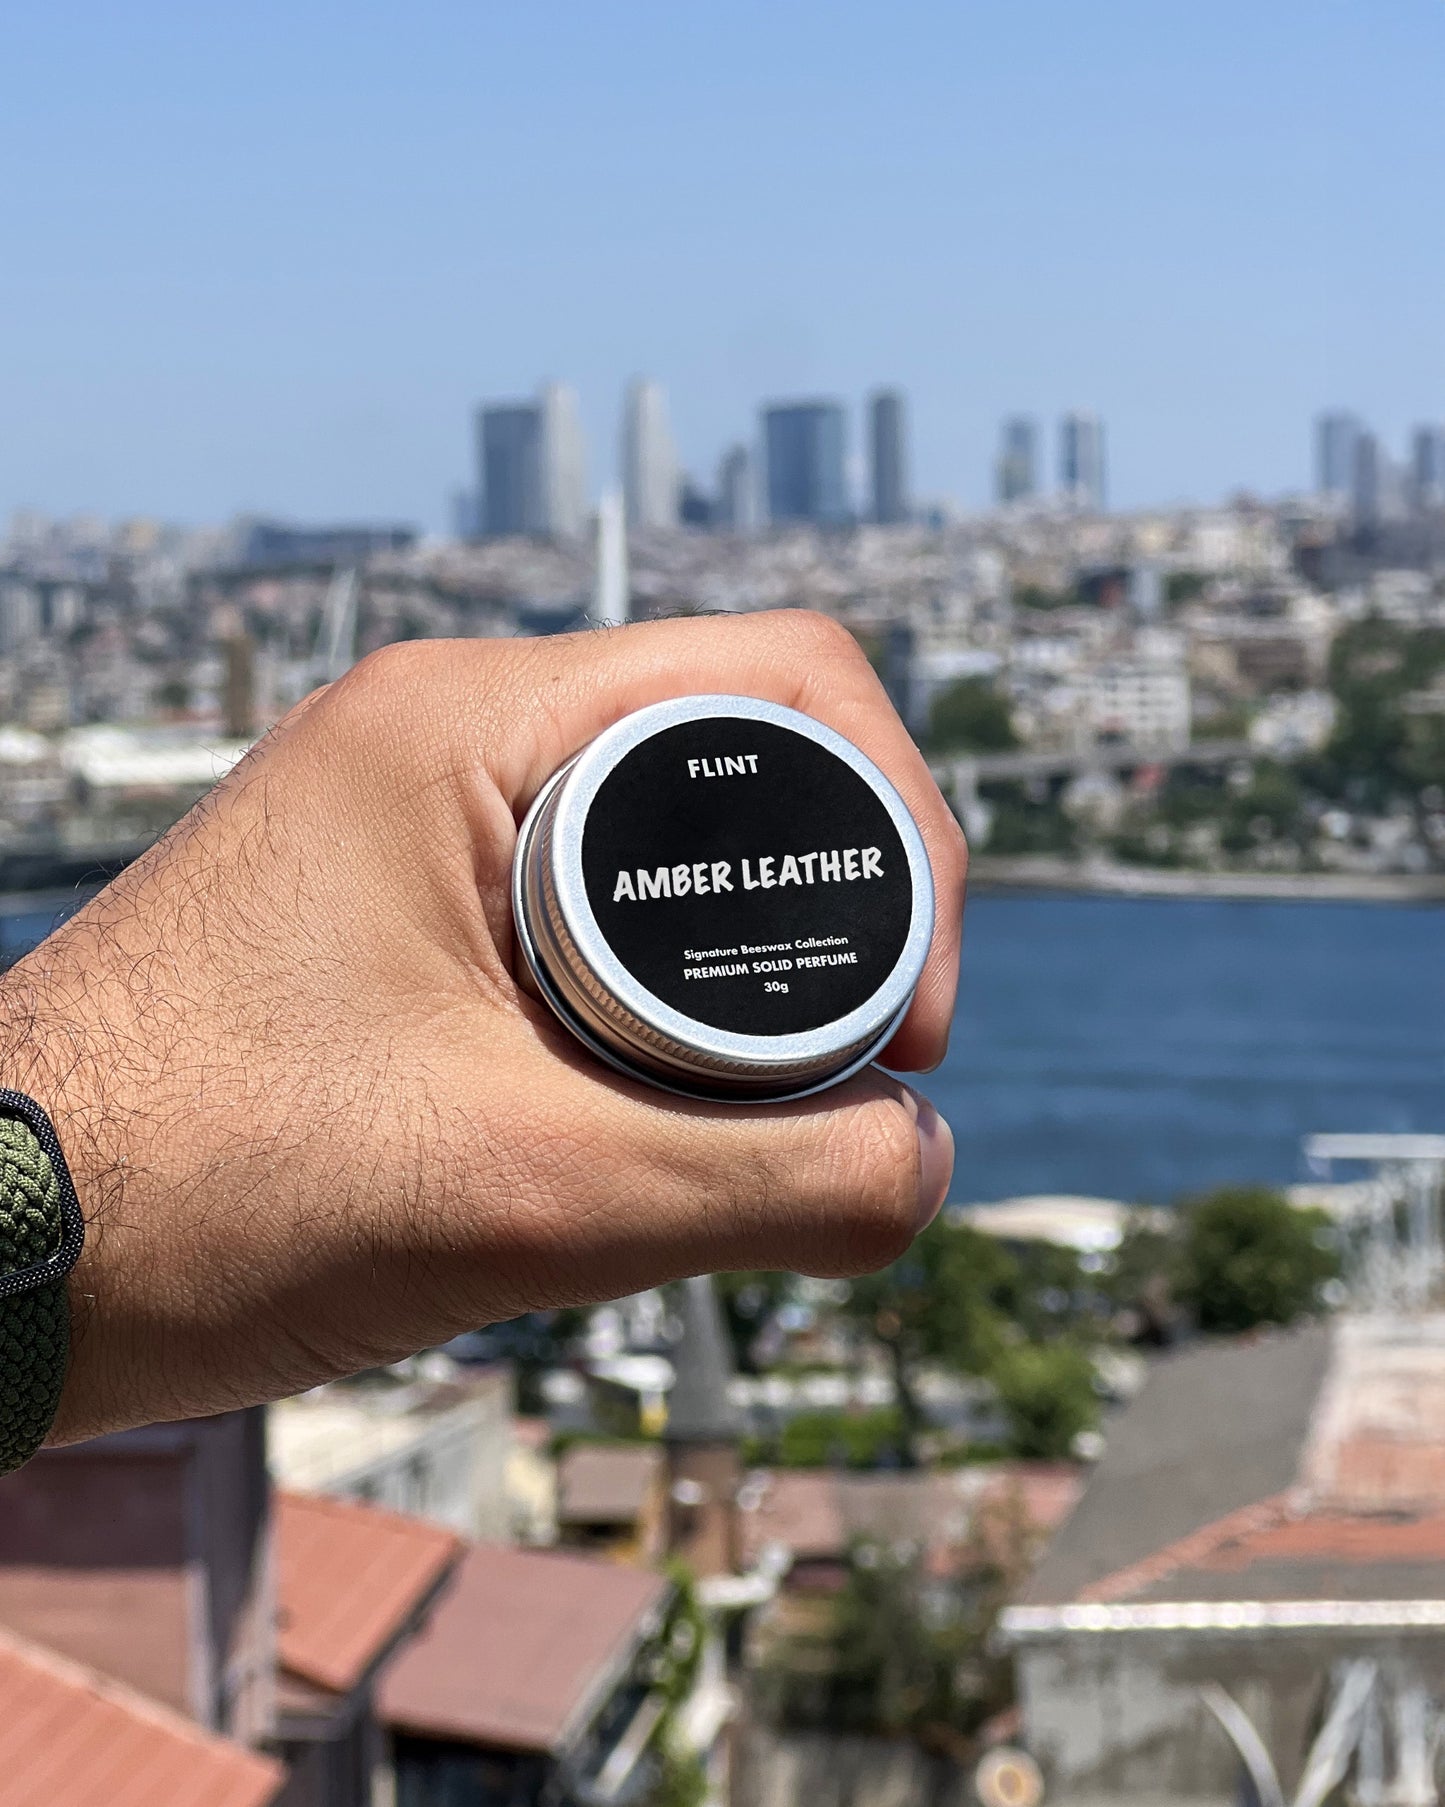 FLINT
AMBER LEATHER
Signature Beeswax Collection
PREMIUM SOLID PERFUME
30g